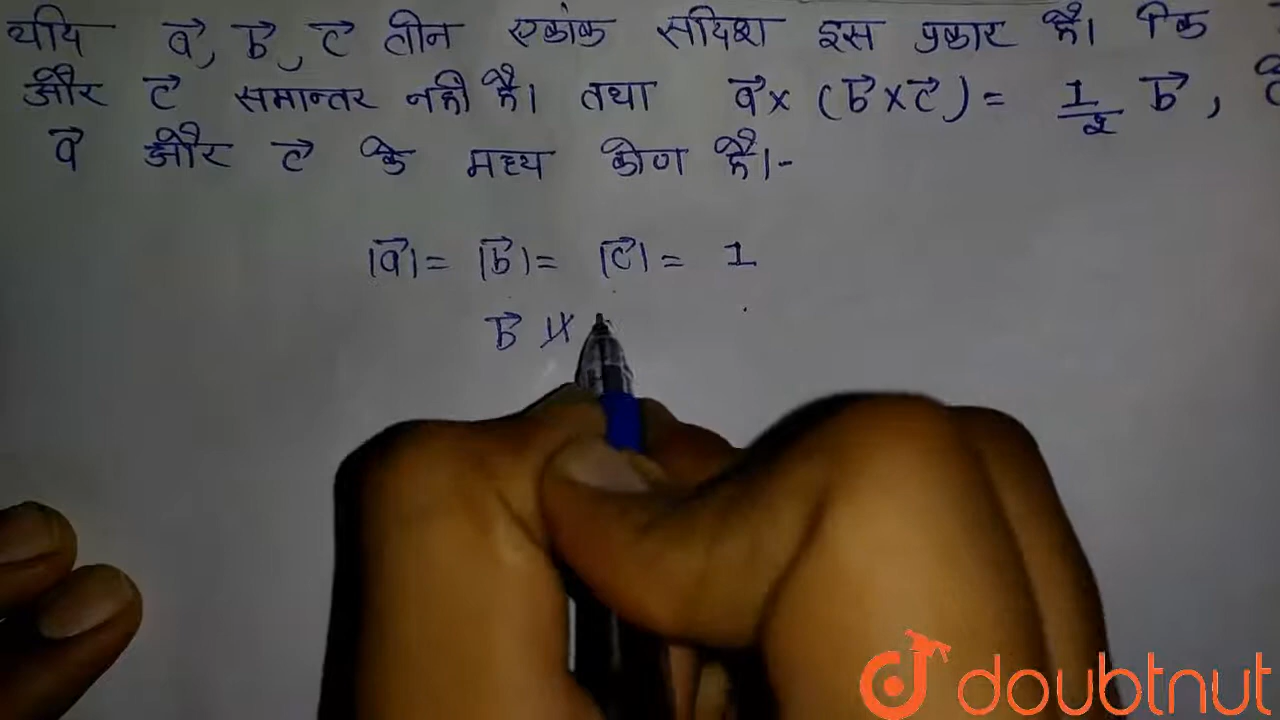 यदि a⃗, b⃗, c⃗ तीन एकांक सदिश इस प्रकार है। कि
और c⃗ समान्तर नही है। तथा a⃗ × (b⃗ × c⃗) = 1/2 b⃗,
a⃗ और c⃗ के मध्य कोण है।-
|a⃗| = |b⃗| = |c⃗| = 1
b⃗ ∦
doubtnut